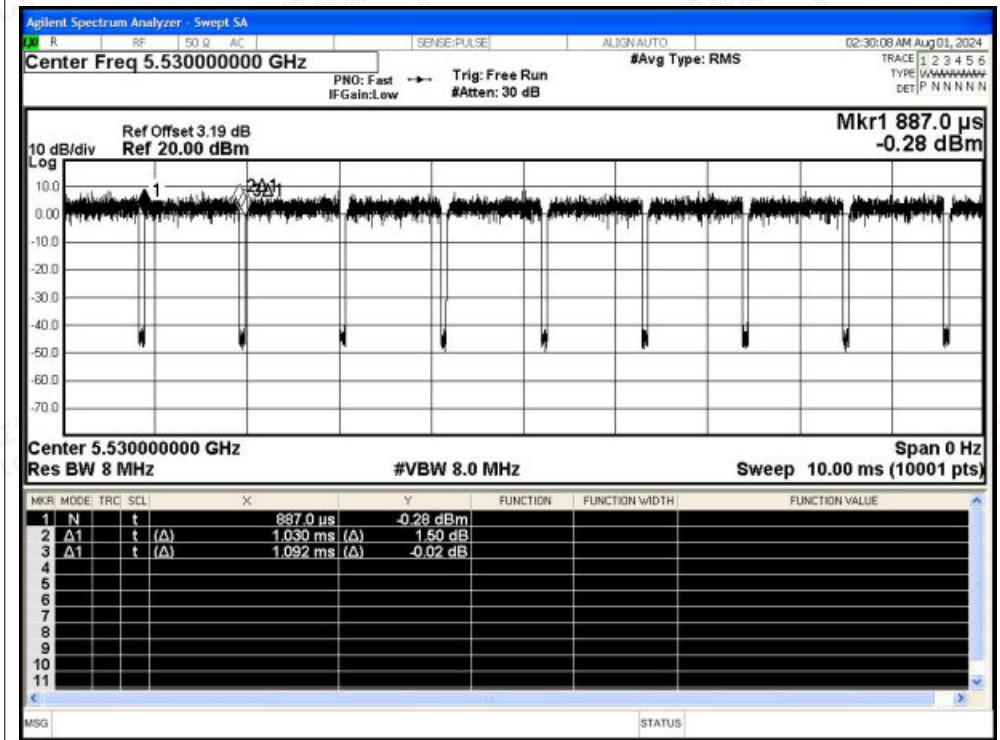 Agilent Spectrum Analyzer - Swept SA
R RF 50 Ω AC SENSE:PULSE ALIGN AUTO 02:30:08 AM Aug 01, 2024
Center Freq 5.530000000 GHz #Avg Type: RMS TRACE 1 2 3 4 5 6
PNO: Fast Trig: Free Run TYPE
IFGain:Low #Atten: 30 dB DET P N N N N N
Mkr1 887.0 µs
Ref Offset 3.19 dB
10 dB/div Ref 20.00 dBm -0.28 dBm
Log
10.0
1 2Δ1 3Δ1
0.00
-10.0
-20.0
-30.0
-40.0
-50.0
-60.0
-70.0
Center 5.530000000 GHz Span 0 Hz
Res BW 8 MHz #VBW 8.0 MHz Sweep 10.00 ms (10001 pts)
MKR MODE TRC SCL X Y FUNCTION FUNCTION WIDTH FUNCTION VALUE
1 N t 887.0 µs -0.28 dBm
2 Δ1 t (Δ) 1.030 ms (Δ) 1.50 dB
3 Δ1 t (Δ) 1.092 ms (Δ) -0.02 dB
4
5
6
7
8
9
10
11
MSG STATUS